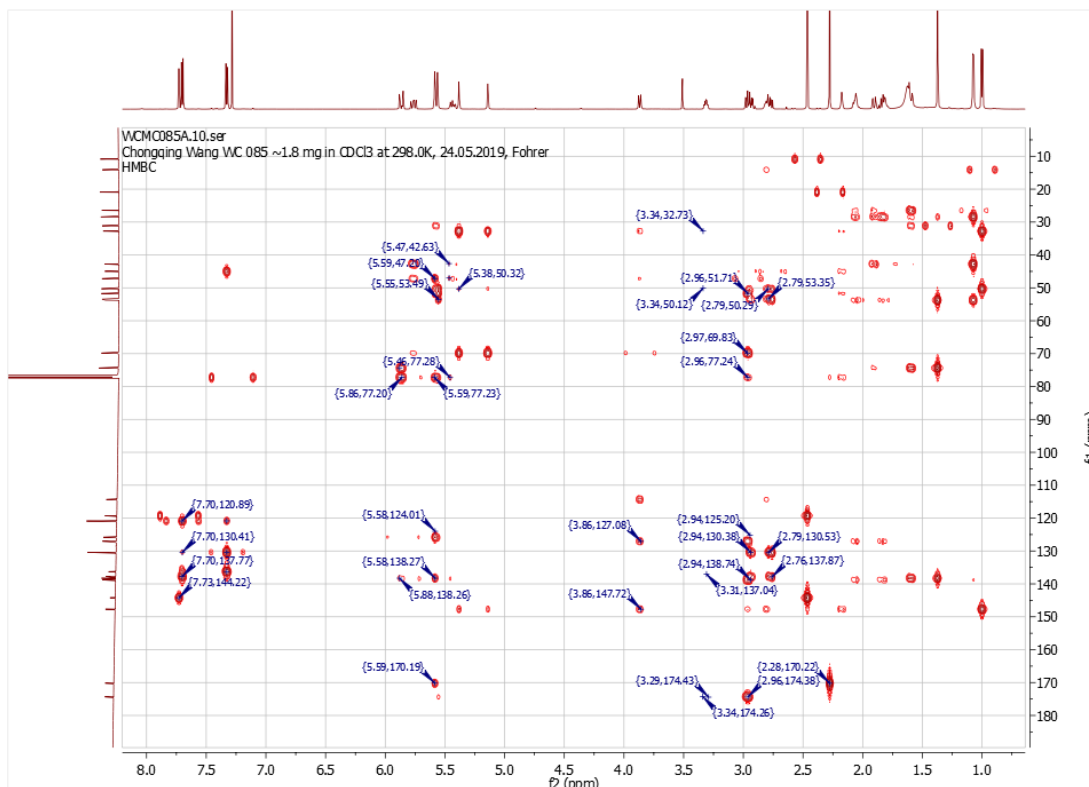 WCMC085A.10.ser
Chongqing Wang WC 085 ~1.8 mg in CDCl3 at 298.0K, 24.05.2019, Fohrer
HMBC
10
20
{3.34,32.73}
30
{5.47,42.63}
40
{5.59,47.20} {5.38,50.32} {2.96,51.71} {2.79,53.35}
50
{5.55,53.49} {3.34,50.12} {2.79,50.29}
60
{2.97,69.83}
70
{5.46,77.28} {2.96,77.24}
80
{5.86,77.20} {5.59,77.23}
90
100
110
{7.70,120.89}
120
{5.58,124.01} {3.86,127.08} {2.94,125.20} {2.79,130.53}
{7.70,130.41} {2.94,130.38}
130
{7.70,137.77} {5.58,138.27} {2.94,138.74} {2.76,137.87}
{7.73,144.22} {5.88,138.26} {3.31,137.04}
140
{3.86,147.72}
150
160
{5.59,170.19} {3.29,174.43} {2.28,170.22}
170
{2.96,174.38}
{3.34,174.26}
180
8.0 7.5 7.0 6.5 6.0 5.5 5.0 4.5 4.0 3.5 3.0 2.5 2.0 1.5 1.0
f2 (ppm)